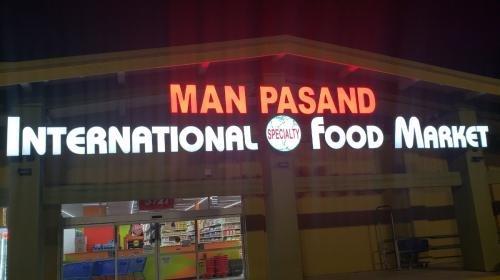 MAN PASAND
INTERNATIONAL SPECIALTY FOOD MARKET